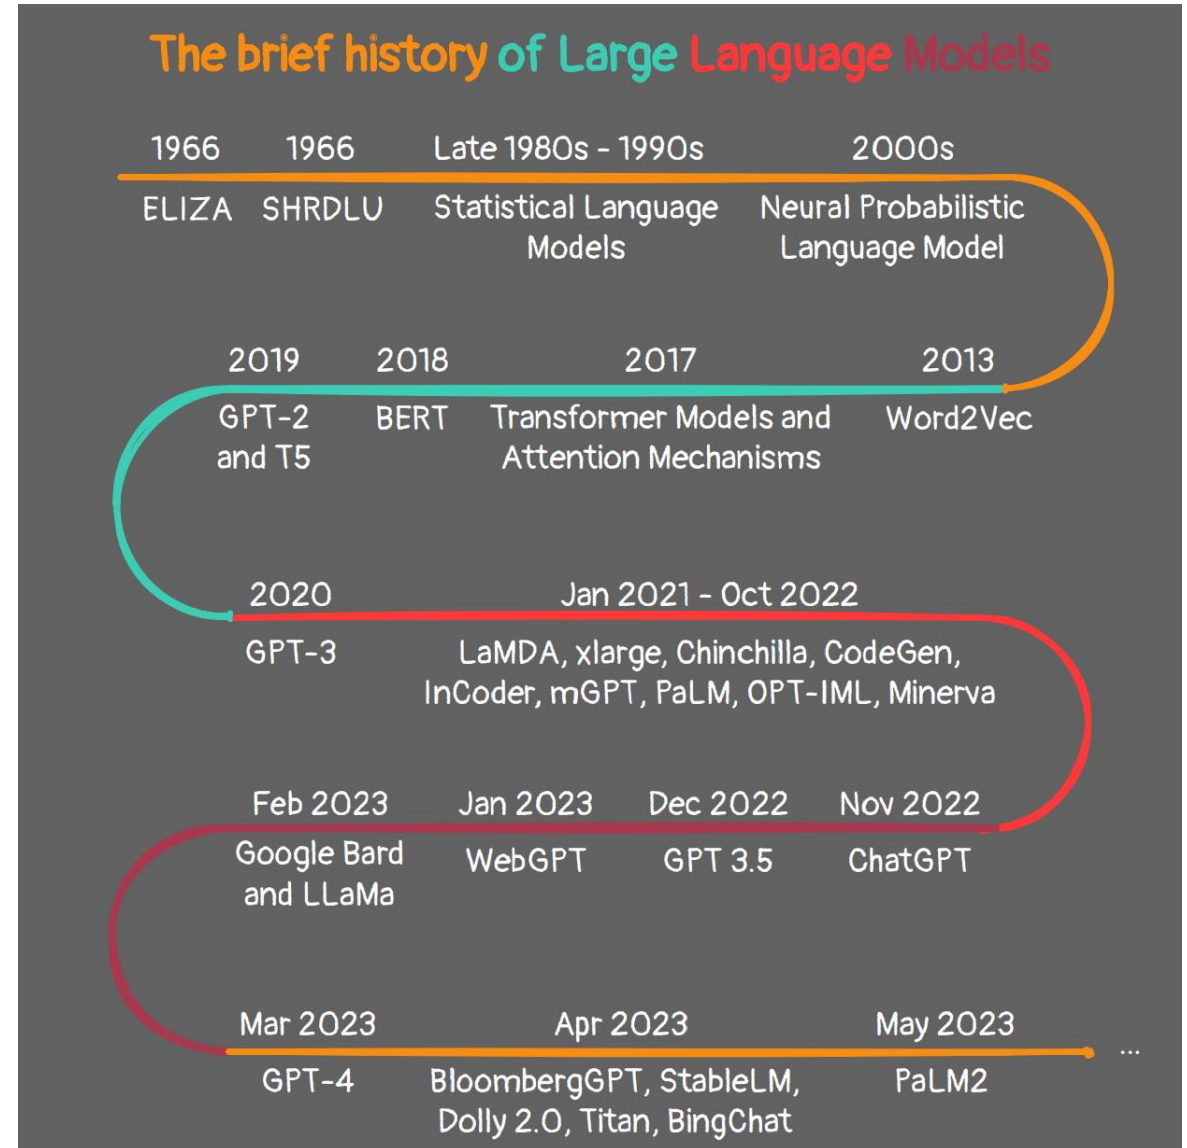 The brief history of Large Language Models
1966 1966 Late 1980s - 1990s 2000s
ELIZA SHRDLU Statistical Language Neural Probabilistic
Models Language Model
2019 2018 2017 2013
GPT-2 BERT Transformer Models and Word2Vec
and T5 Attention Mechanisms
2020 Jan 2021 - Oct 2022
GPT-3 LaMDA, xlarge, Chinchilla, CodeGen,
InCoder, mGPT, PaLM, OPT-IML, Minerva
Feb 2023 Jan 2023 Dec 2022 Nov 2022
Google Bard WebGPT GPT 3.5 ChatGPT
and LLaMa
Mar 2023 Apr 2023 May 2023
...
GPT-4 BloombergGPT, StableLM, PaLM2
Dolly 2.0, Titan, BingChat